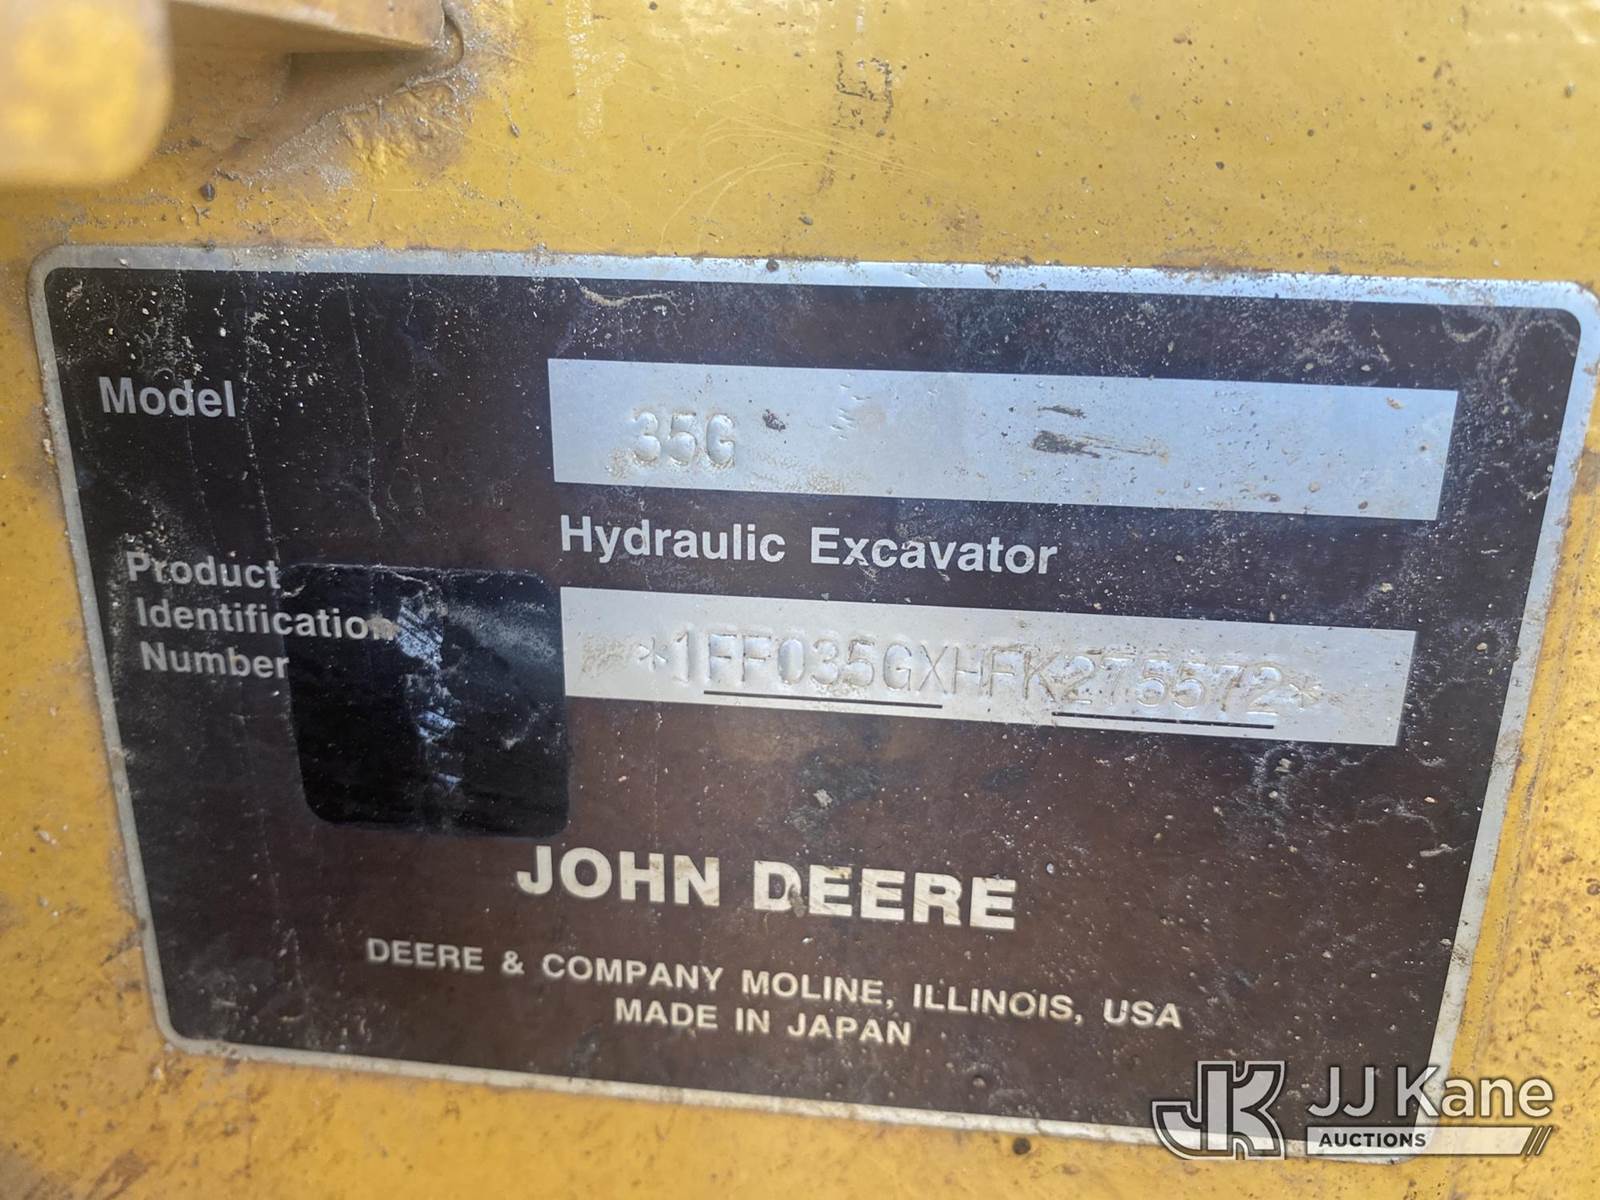 Model
35G
Hydraulic Excavator
Product
Identification
Number
*1FF035GXHFK275572*
JOHN DEERE
DEERE & COMPANY MOLINE, ILLINOIS, USA
MADE IN JAPAN
JK JJ Kane
AUCTIONS